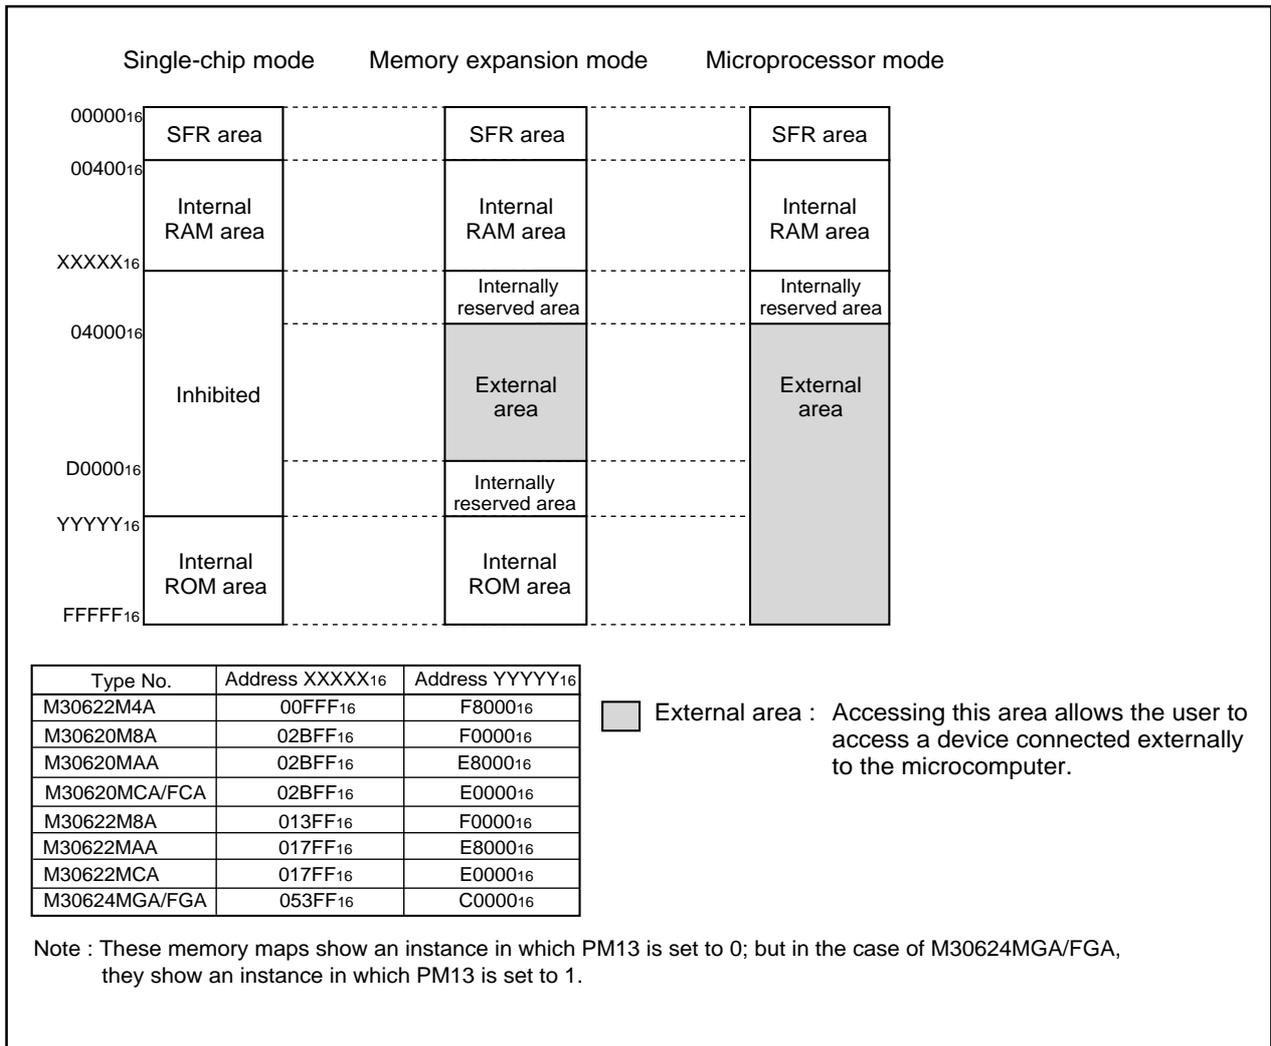 Single-chip mode Memory expansion mode Microprocessor mode
0000016
SFR area SFR area SFR area
0040016
Internal RAM area Internal RAM area Internal RAM area
XXXXX16
Internally reserved area Internally reserved area
0400016
Inhibited External area External area
D000016
Internally reserved area
YYYYY16
Internal ROM area Internal ROM area
FFFFF16
Type No. Address XXXXX16 Address YYYYY16
M30622M4A 00FFF16 F800016
M30620M8A 02BFF16 F000016
M30620MAA 02BFF16 E800016
M30620MCA/FCA 02BFF16 E000016
M30622M8A 013FF16 F000016
M30622MAA 017FF16 E800016
M30622MCA 017FF16 E000016
M30624MGA/FGA 053FF16 C000016
External area : Accessing this area allows the user to
access a device connected externally
to the microcomputer.
Note : These memory maps show an instance in which PM13 is set to 0; but in the case of M30624MGA/FGA,
they show an instance in which PM13 is set to 1.